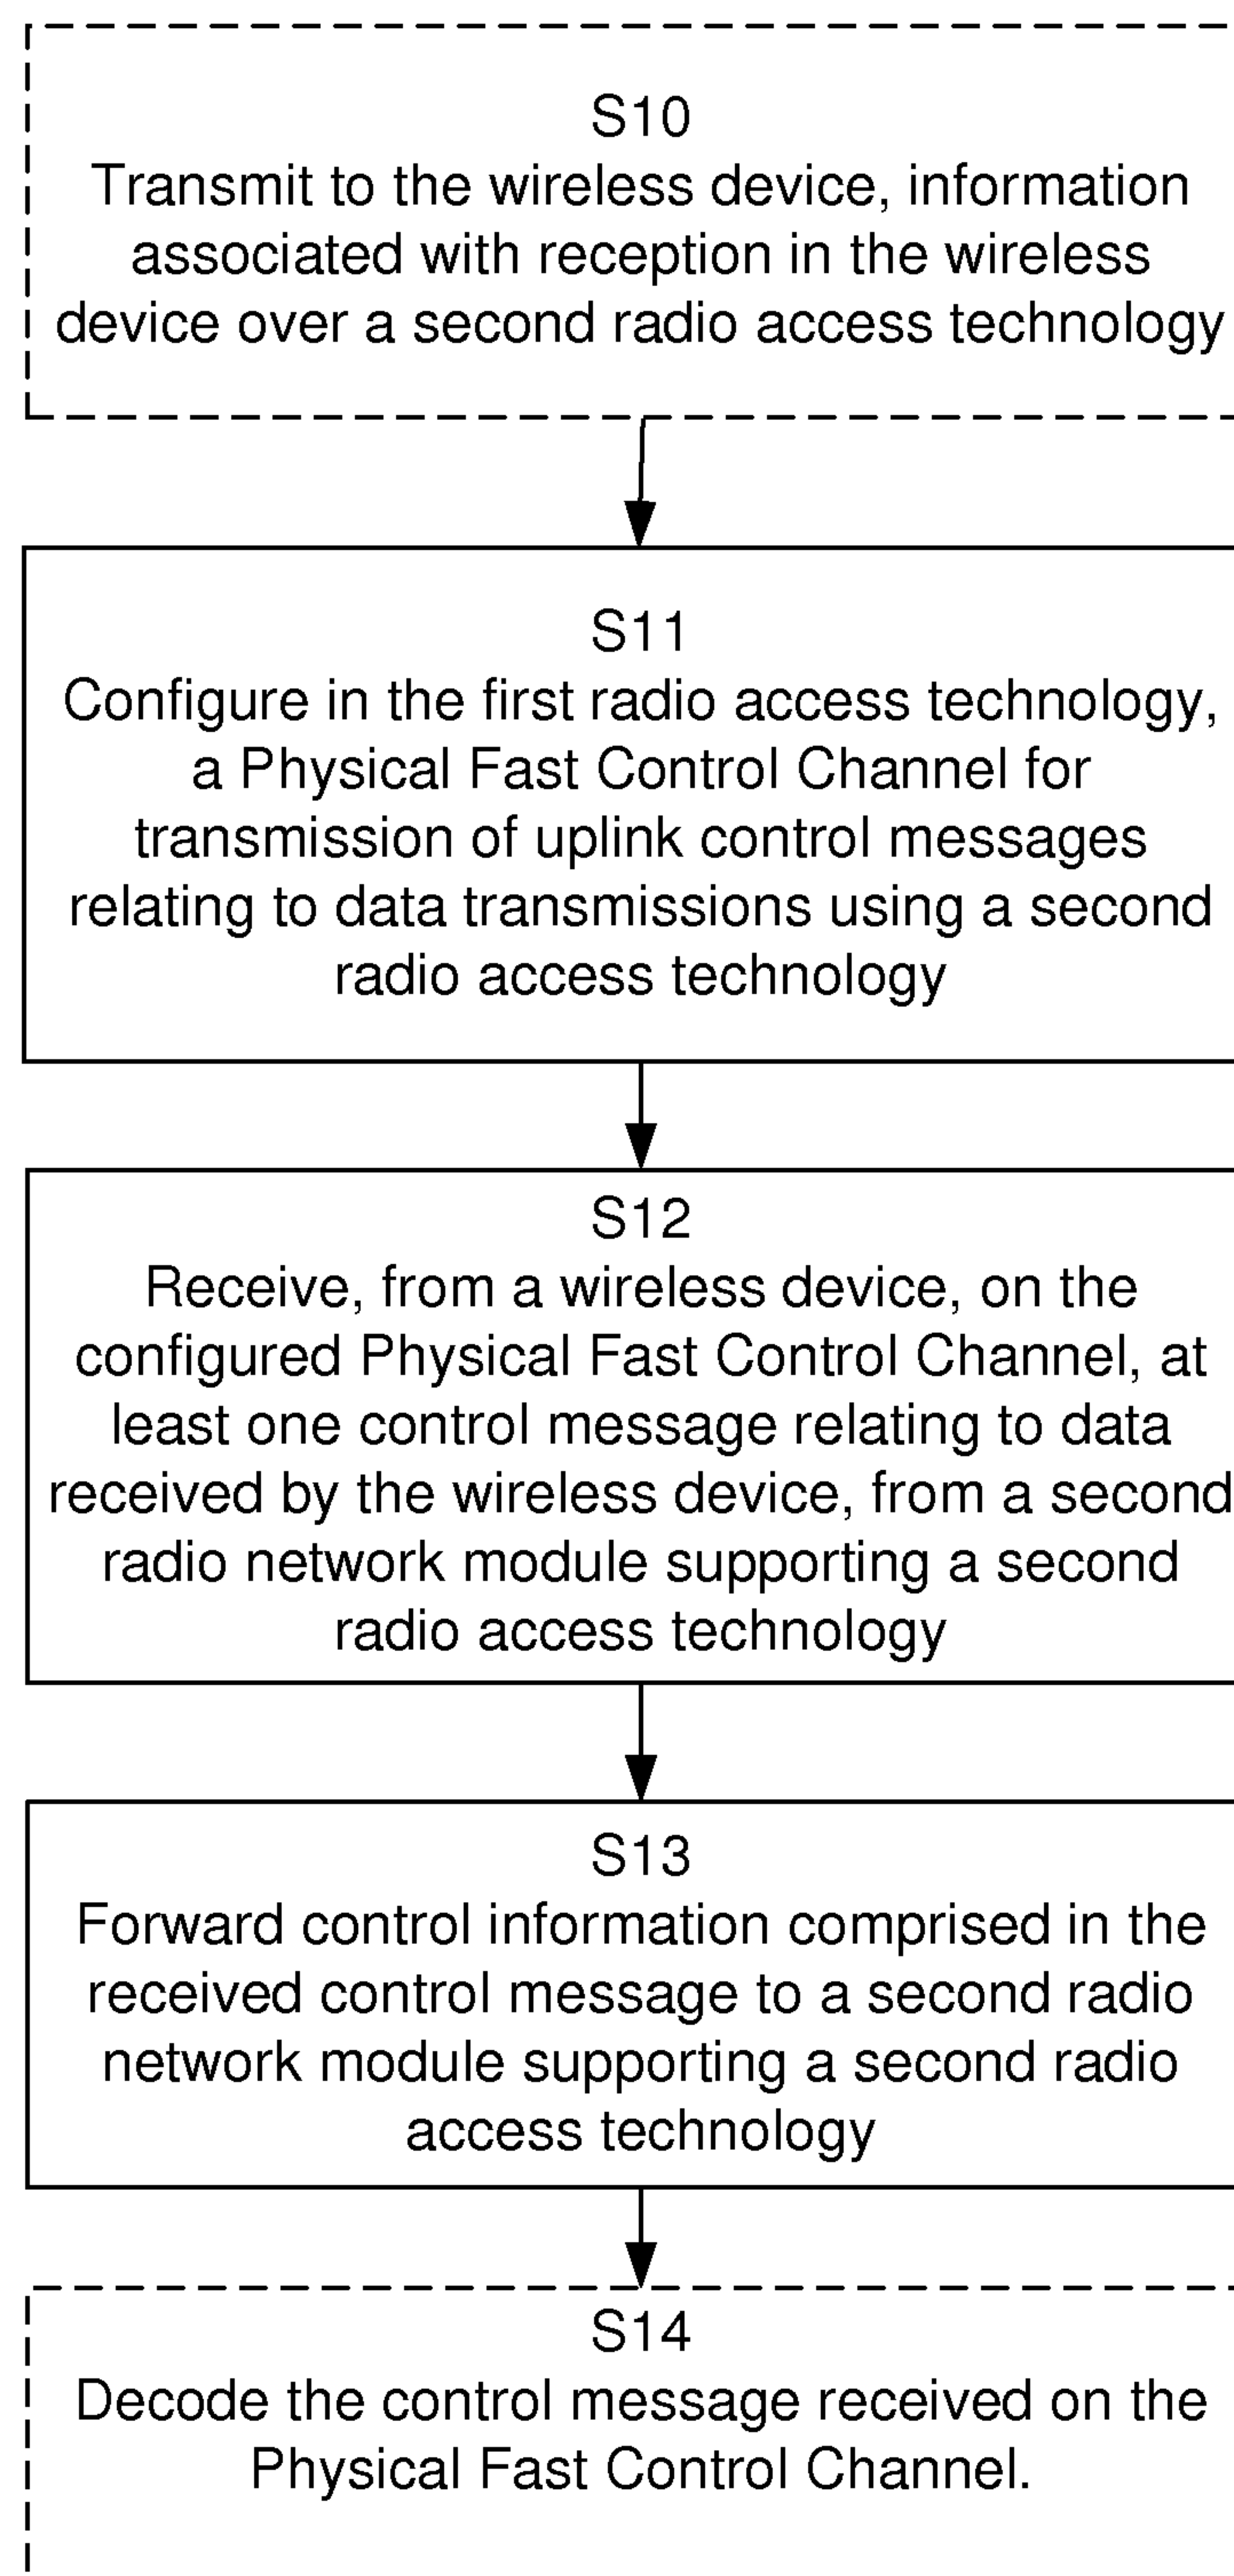 S10
Transmit to the wireless device, information
associated with reception in the wireless
device over a second radio access technology
S11
Configure in the first radio access technology,
a Physical Fast Control Channel for
transmission of uplink control messages
relating to data transmissions using a second
radio access technology
S12
Receive, from a wireless device, on the
configured Physical Fast Control Channel, at
least one control message relating to data
received by the wireless device, from a second
radio network module supporting a second
radio access technology
S13
Forward control information comprised in the
received control message to a second radio
network module supporting a second radio
access technology
S14
Decode the control message received on the
Physical Fast Control Channel.